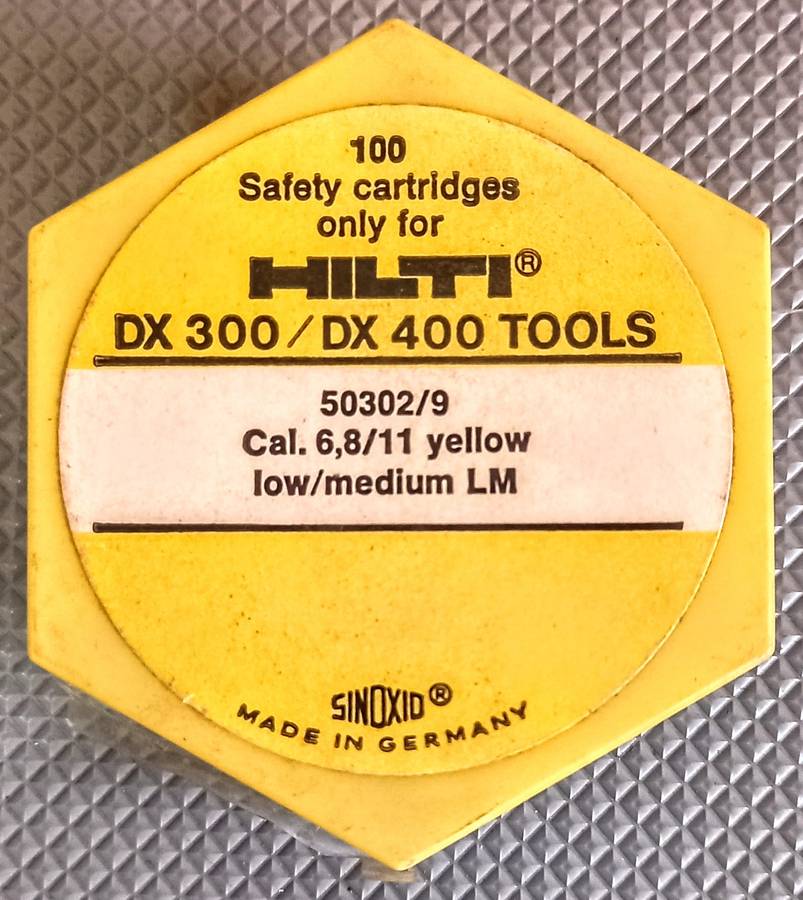 100
Safety cartridges
only for
HILTI®
DX 300 / DX 400 TOOLS
50302/9
Cal. 6,8/11 yellow
low/medium LM
SINOXID®
MADE IN GERMANY